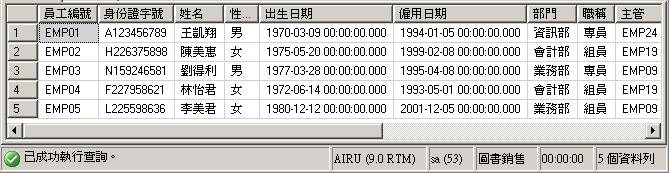 員工編號 身份證字號 姓名 性... 出生日期 僱用日期 部門 職稱 主管
1 EMP01 A123456789 王凱翔 男 1970-03-09 00:00:00.000 1994-01-05 00:00:00.000 資訊部 專員 EMP24
2 EMP02 H226375898 陳美惠 女 1975-05-20 00:00:00.000 1999-02-08 00:00:00.000 會計部 組員 EMP19
3 EMP03 N159246581 劉得利 男 1977-03-28 00:00:00.000 1995-04-08 00:00:00.000 業務部 專員 EMP09
4 EMP04 F227958621 林怡君 女 1972-06-14 00:00:00.000 1993-05-01 00:00:00.000 會計部 組員 EMP19
5 EMP05 L225598636 李美君 女 1980-12-12 00:00:00.000 2001-12-05 00:00:00.000 業務部 組員 EMP09
已成功執行查詢。 AIRU (9.0 RTM) sa (53) 圖書銷售 00:00:00 5 個資料列